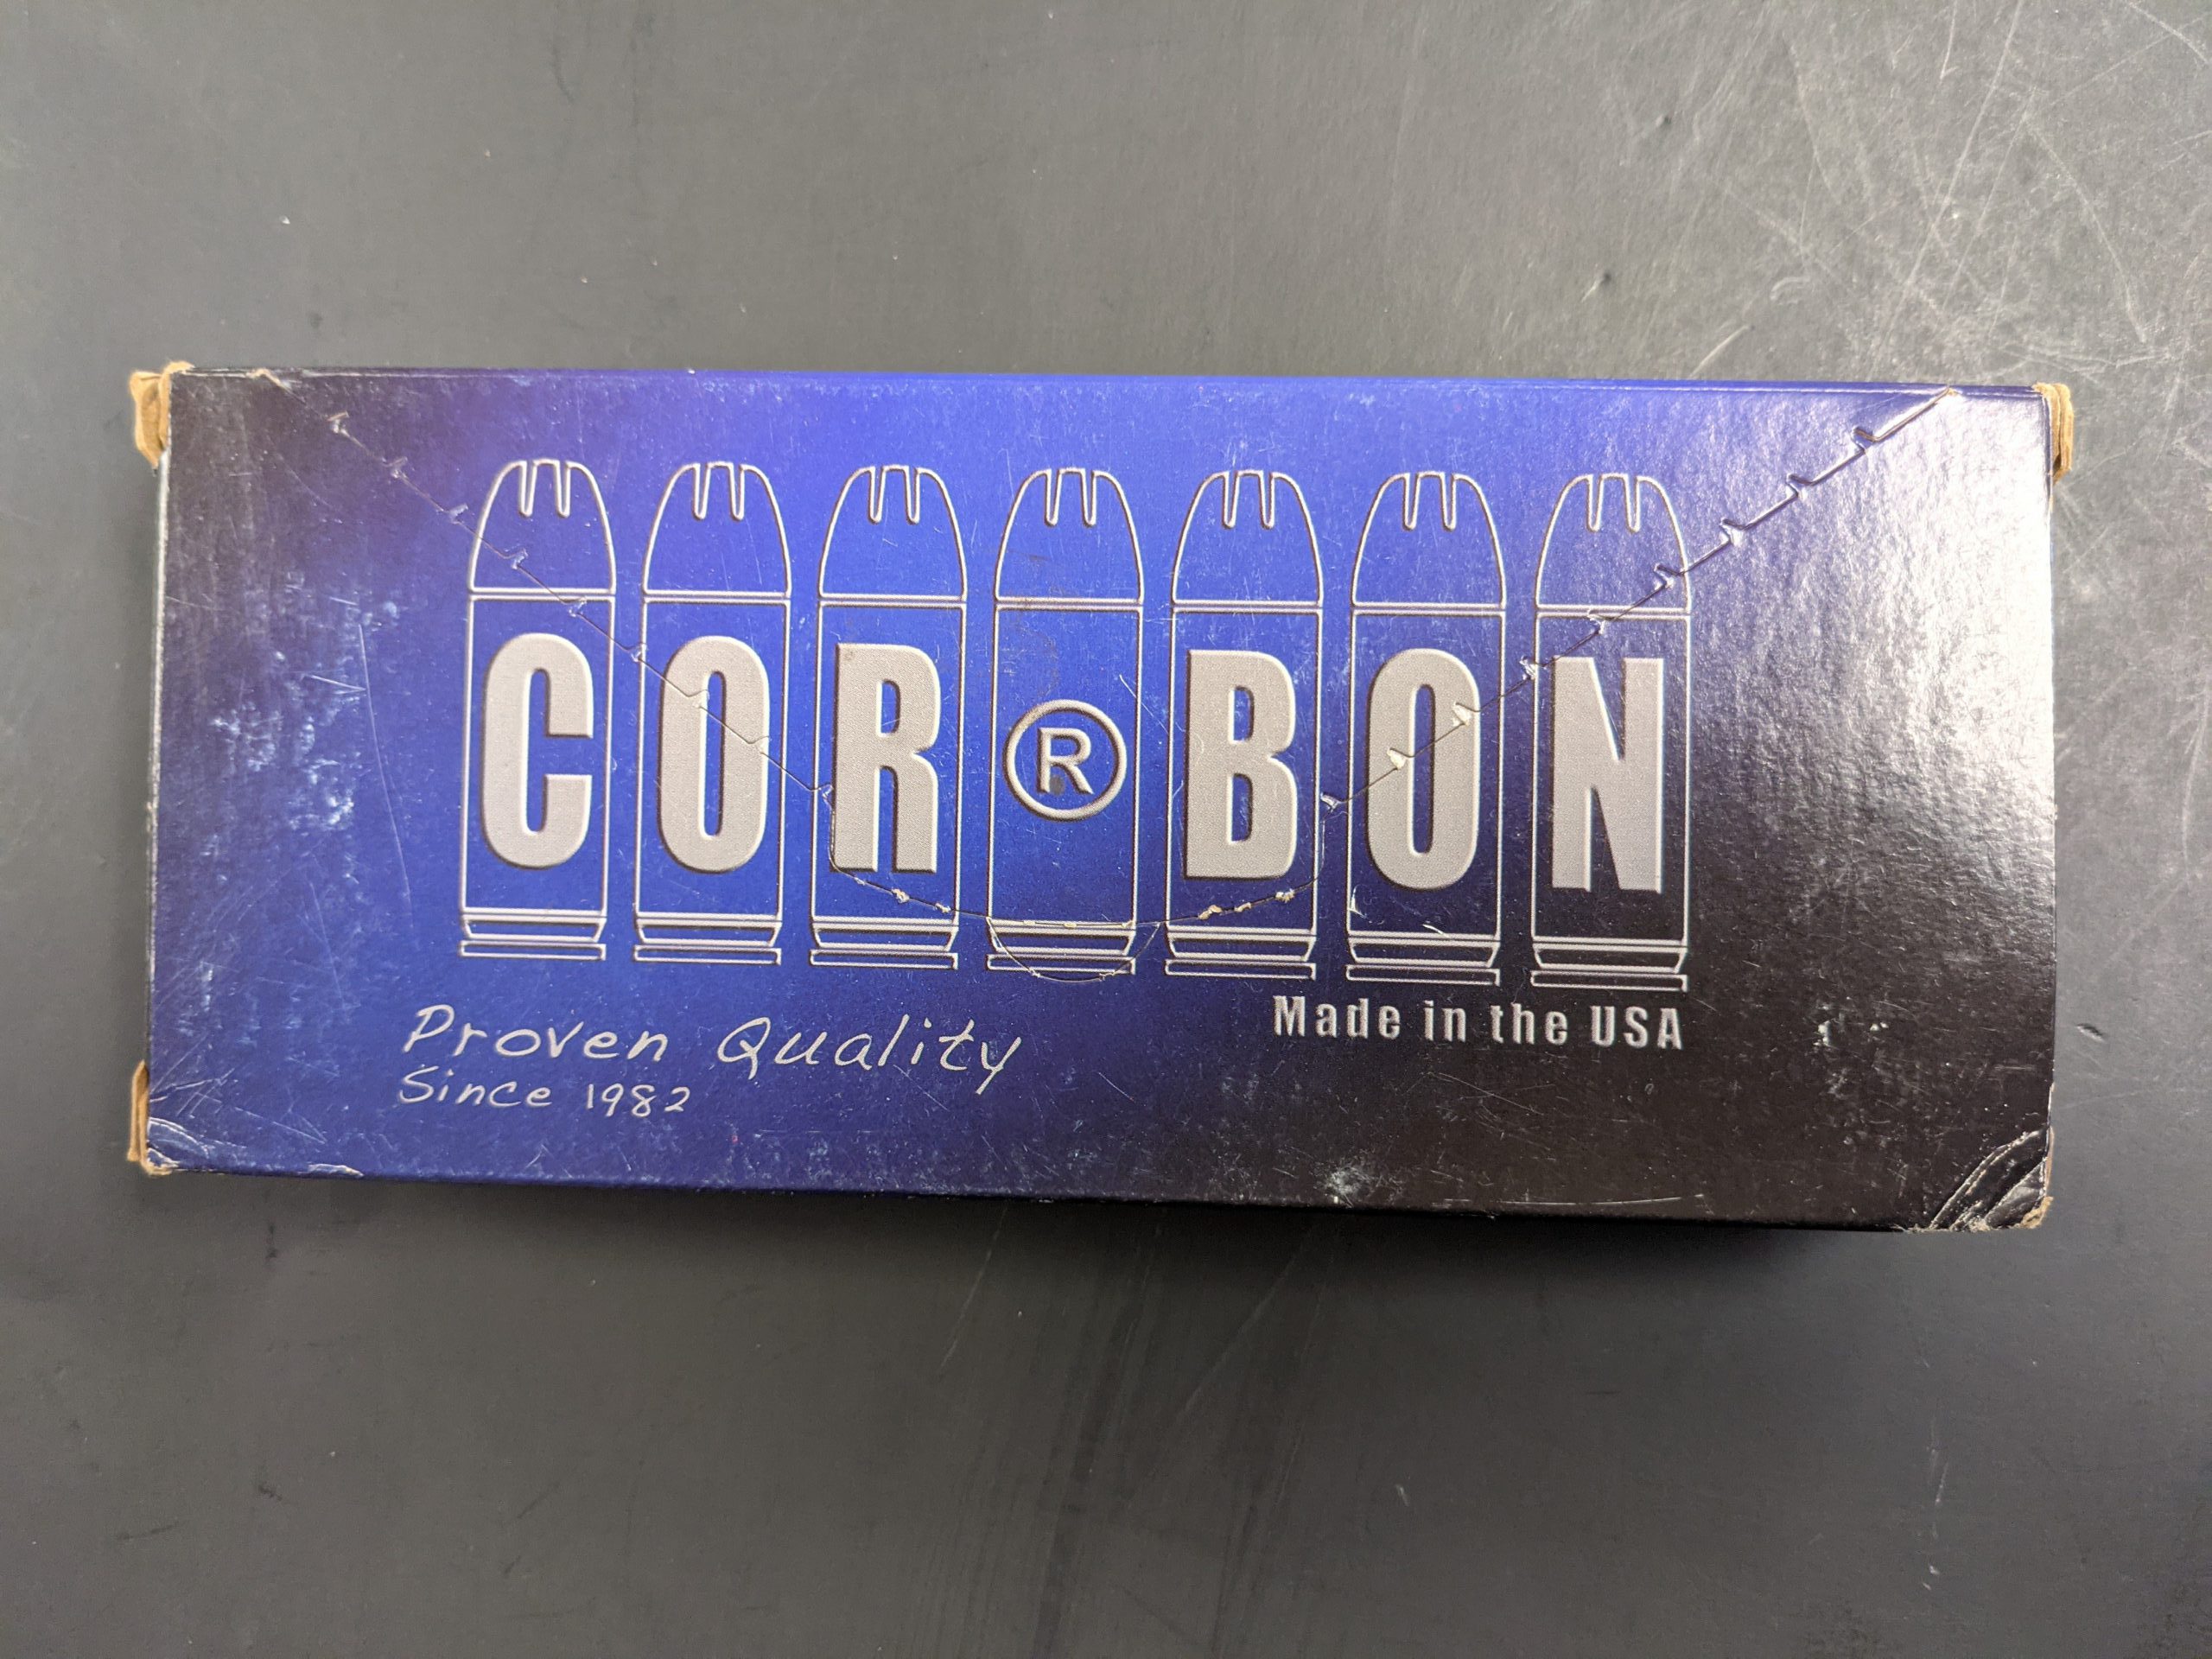 COR®BON
Made in the USA
Proven Quality
Since 1982